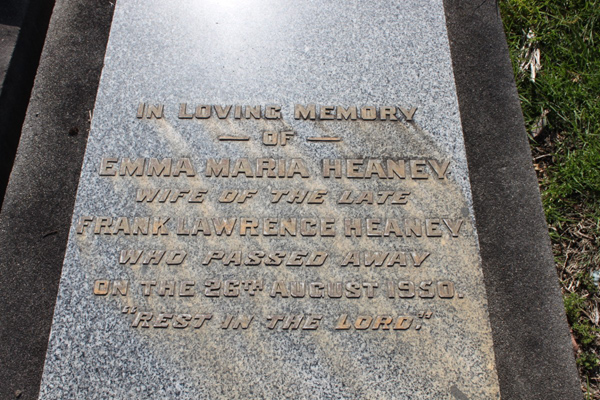 IN LOVING MEMORY
— OF —
EMMA MARIA HEANEY,
WIFE OF THE LATE
FRANK LAWRENCE HEANEY
WHO PASSED AWAY
ON THE 26TH AUGUST 1950.
"REST IN THE LORD."